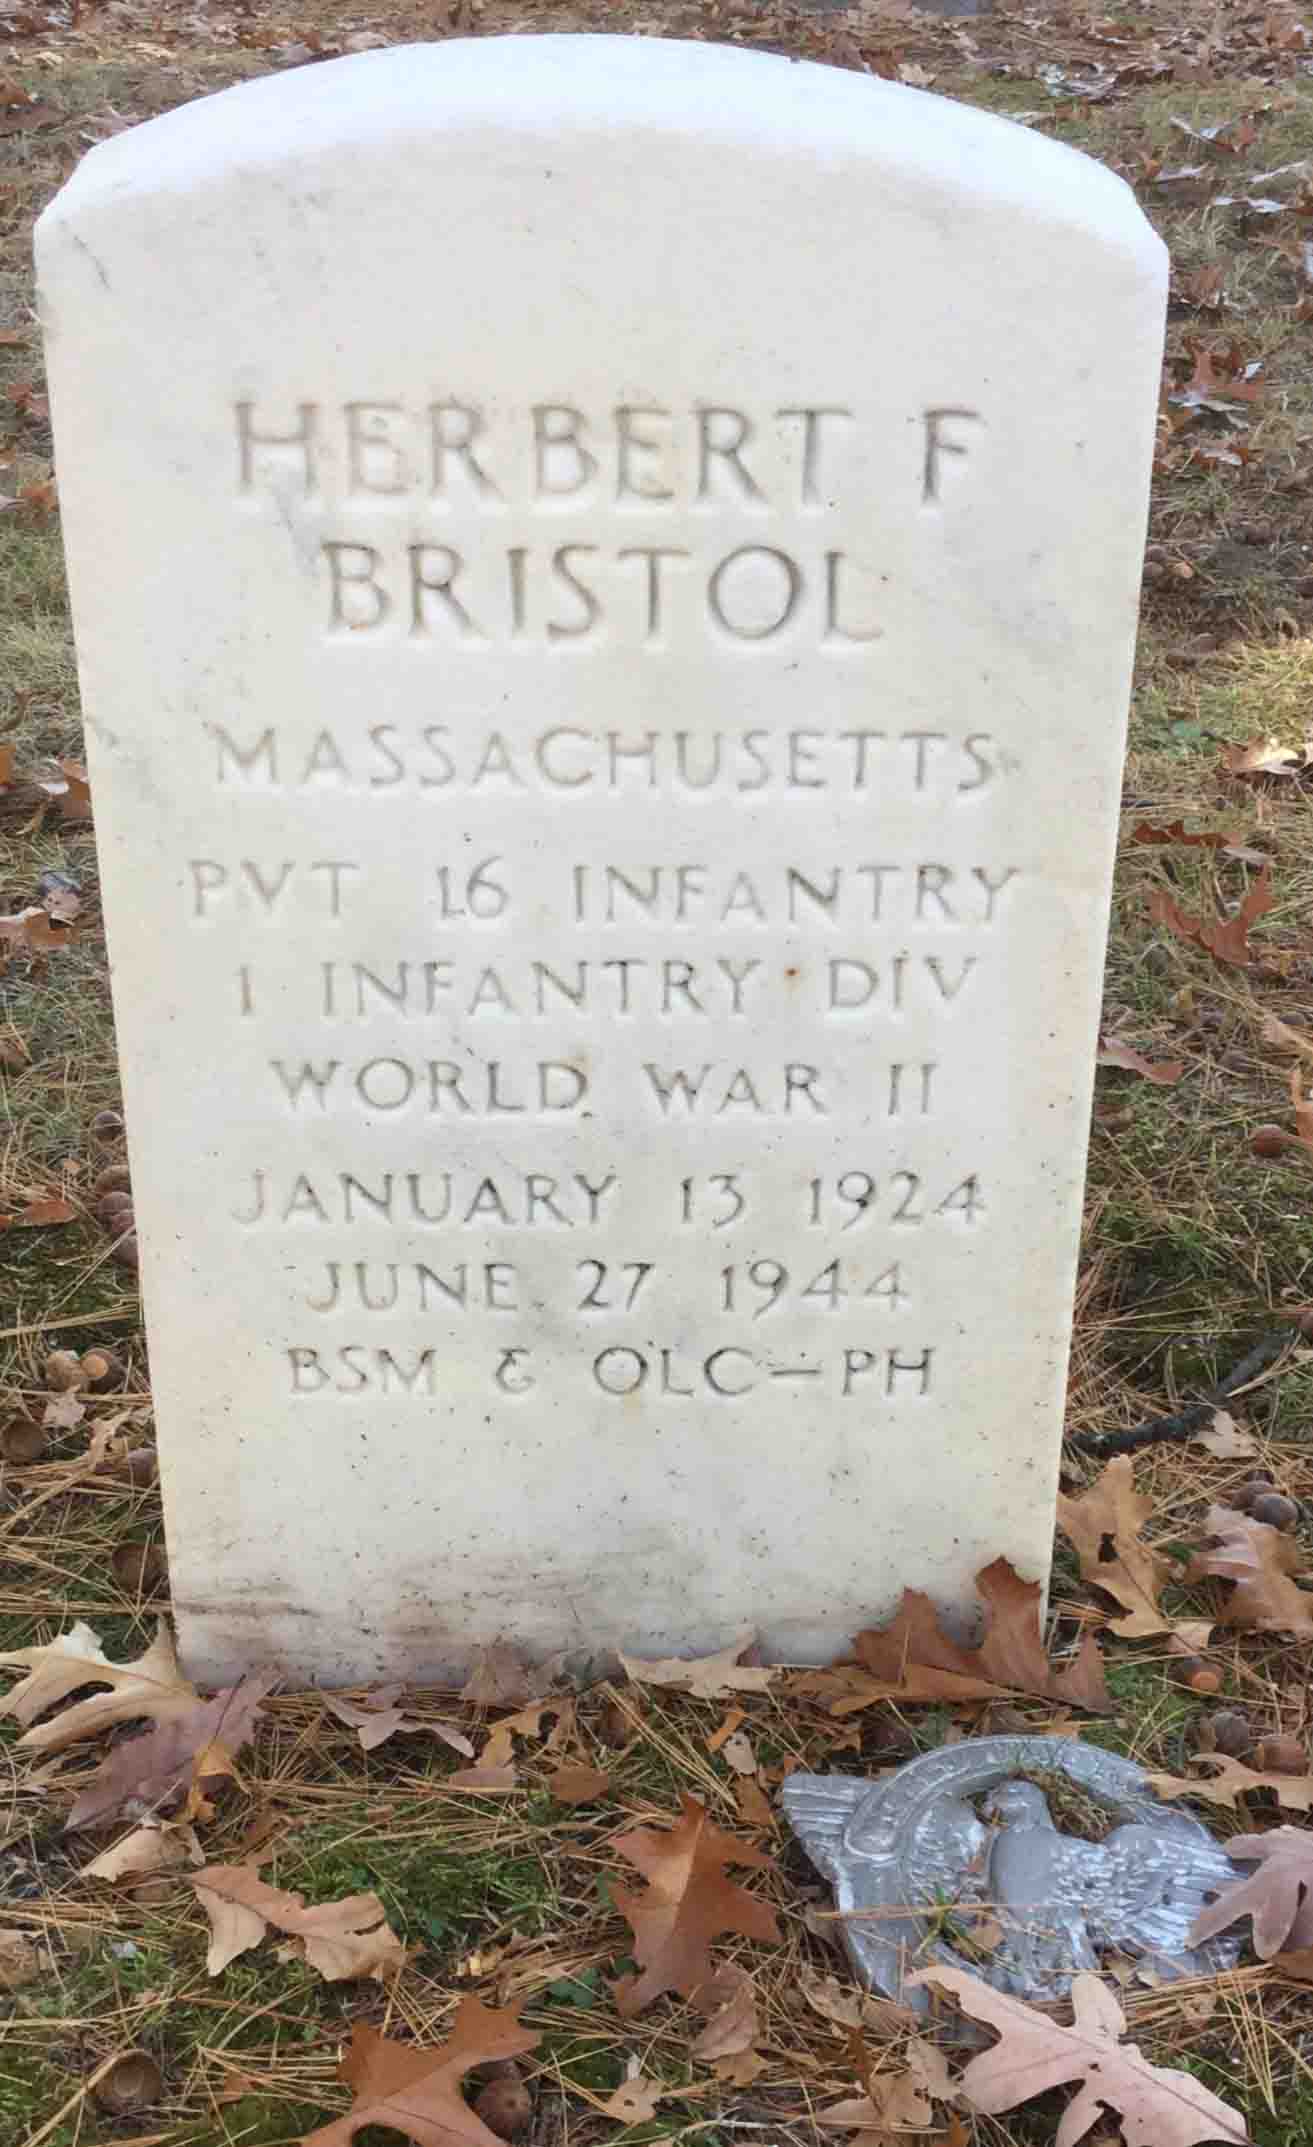 HERBERT F
BRISTOL
MASSACHUSETTS
PVT 16 INFANTRY
1 INFANTRY DIV
WORLD WAR II
JANUARY 13 1924
JUNE 27 1944
BSM & OLC–PH